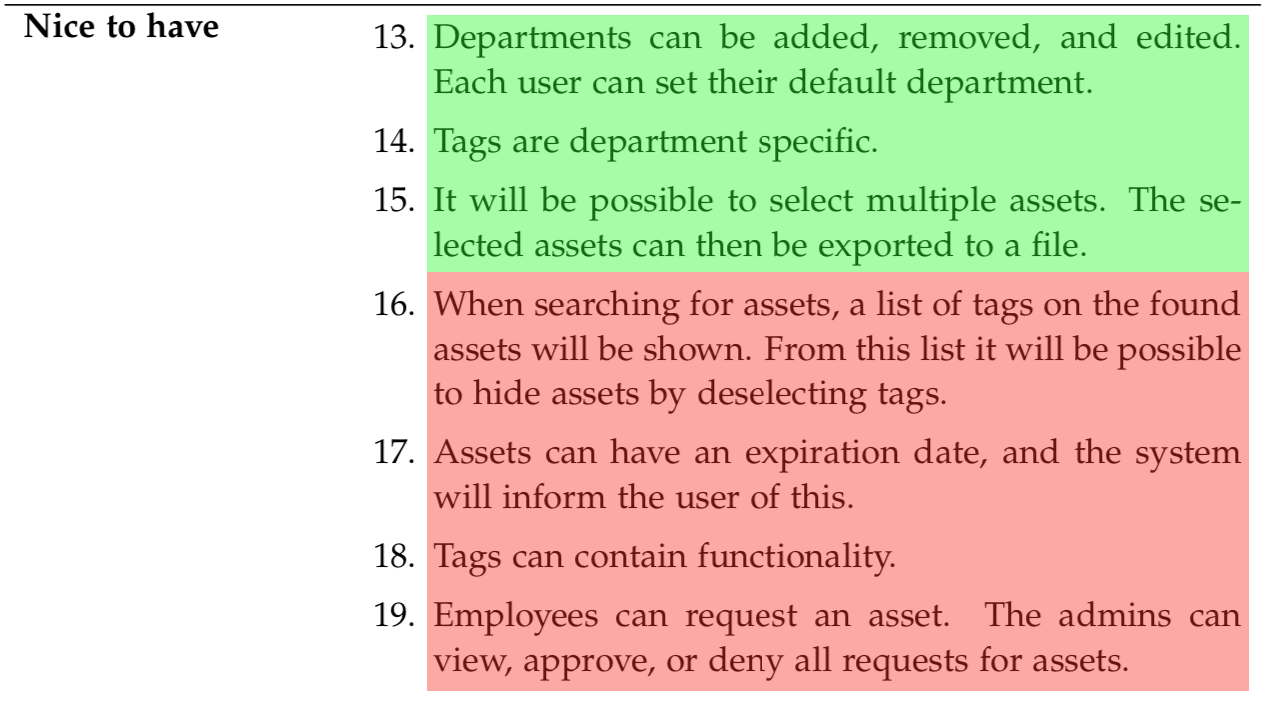 Nice to have
13. Departments can be added, removed, and edited.
Each user can set their default department.
14. Tags are department specific.
15. It will be possible to select multiple assets. The se-
lected assets can then be exported to a file.
16. When searching for assets, a list of tags on the found
assets will be shown. From this list it will be possible
to hide assets by deselecting tags.
17. Assets can have an expiration date, and the system
will inform the user of this.
18. Tags can contain functionality.
19. Employees can request an asset. The admins can
view, approve, or deny all requests for assets.